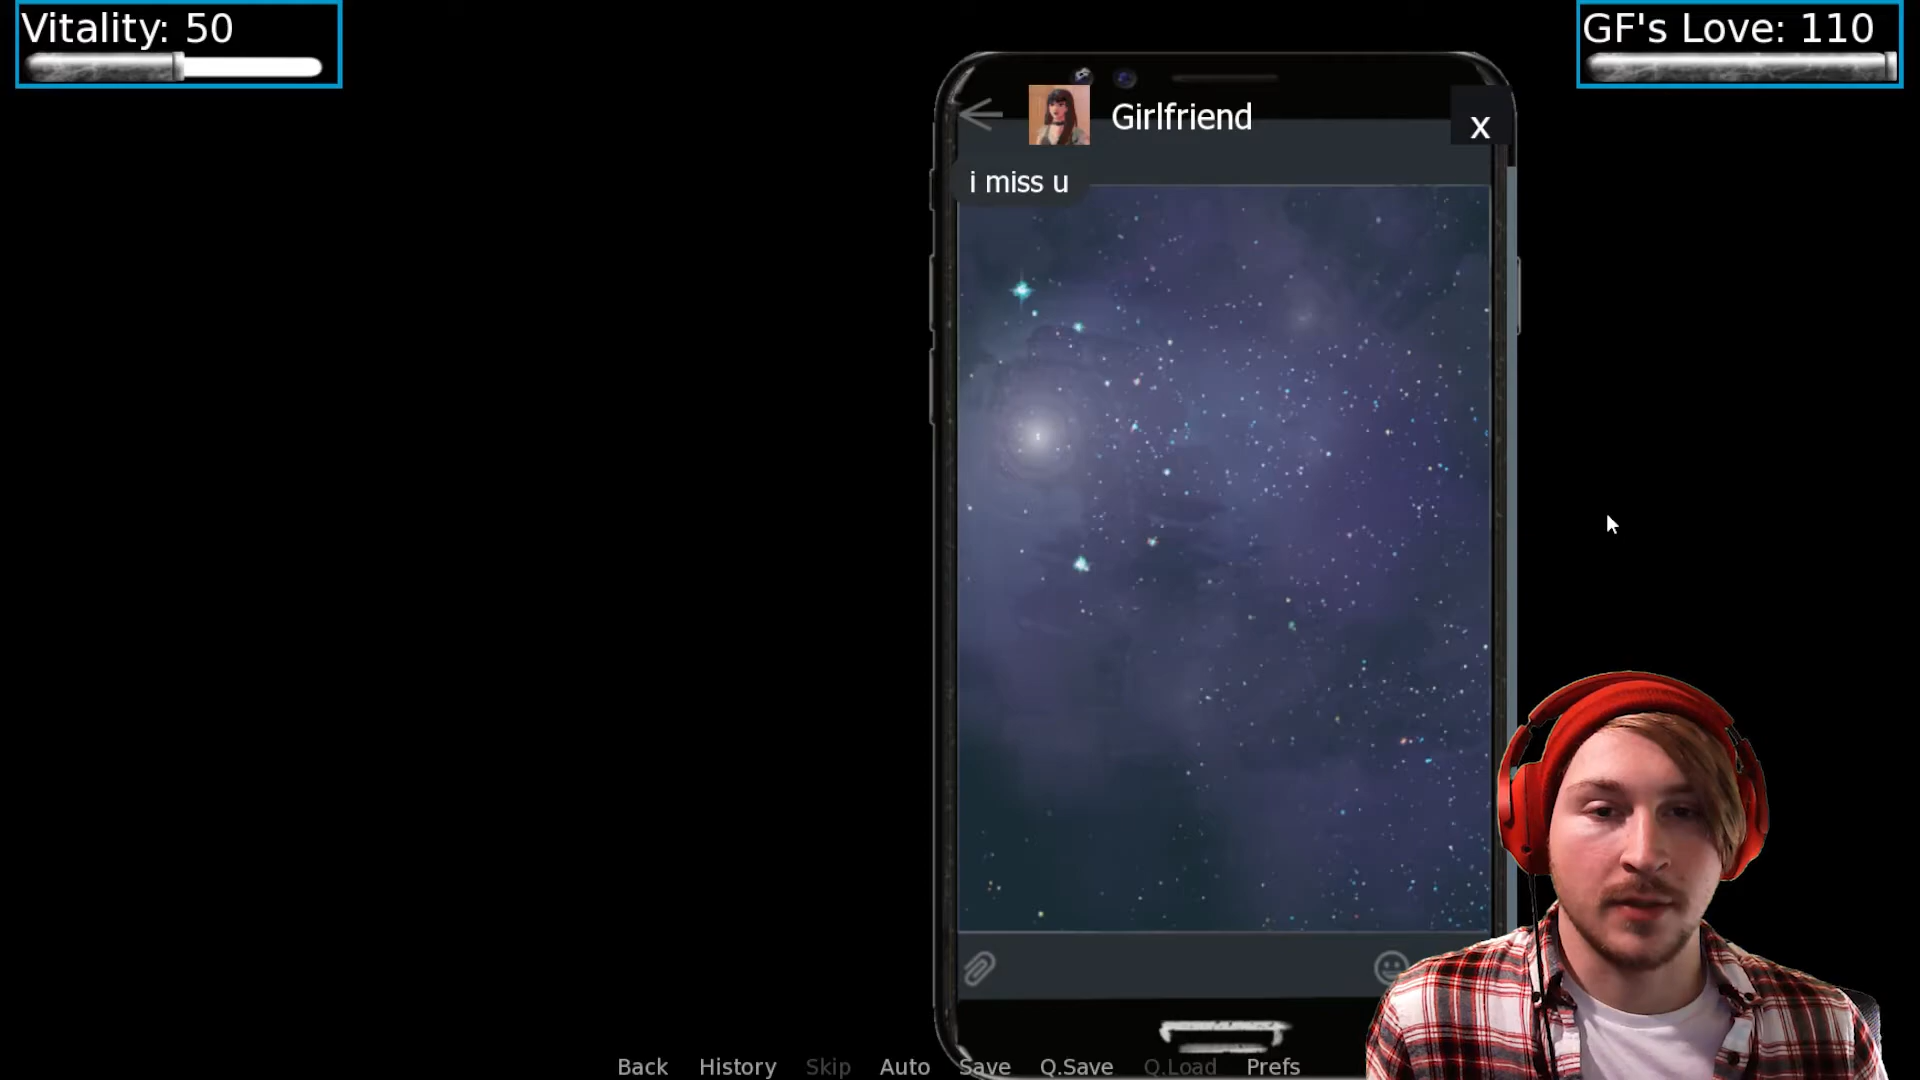 Vitality: 50
GF's Love: 110
Girlfriend
x
i miss u
Back History Skip Auto Save Q.Save Q.Load Prefs